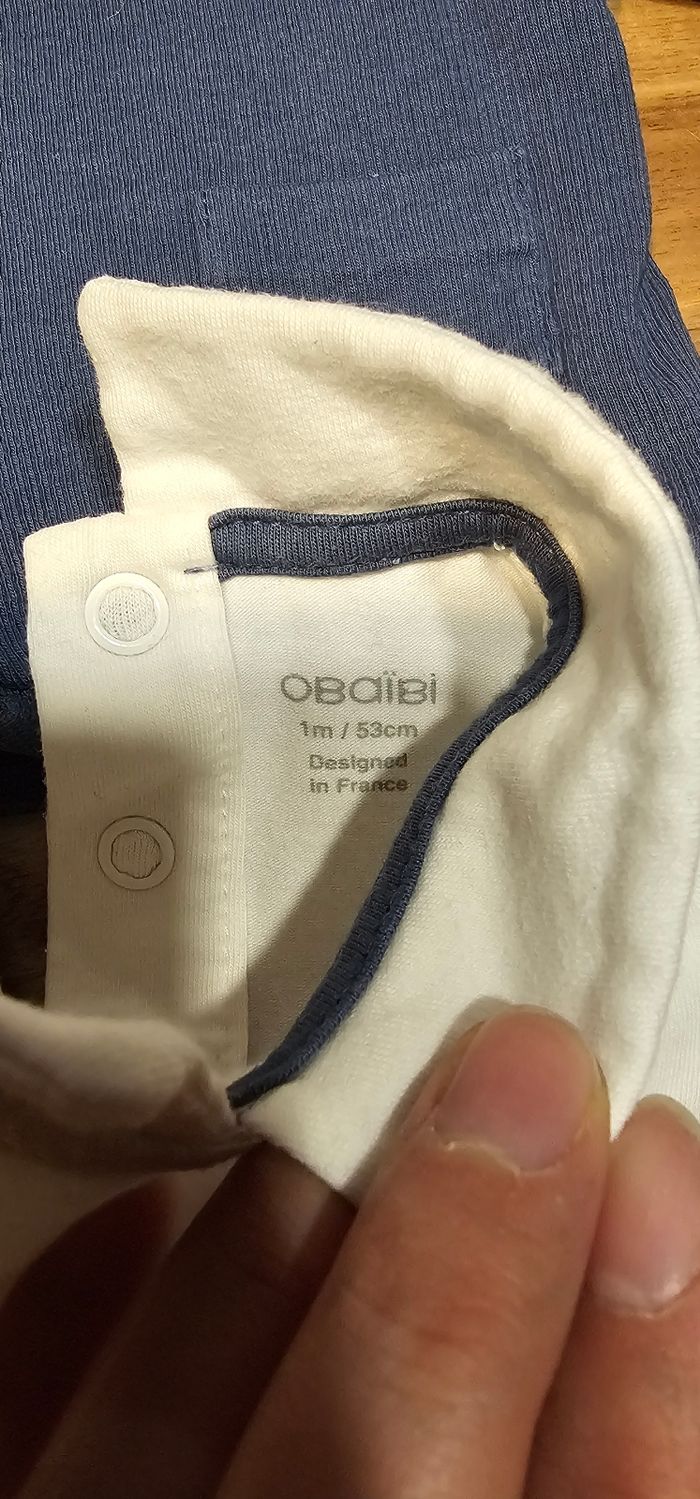 OBaïBi
1m / 53cm
Designed
in France